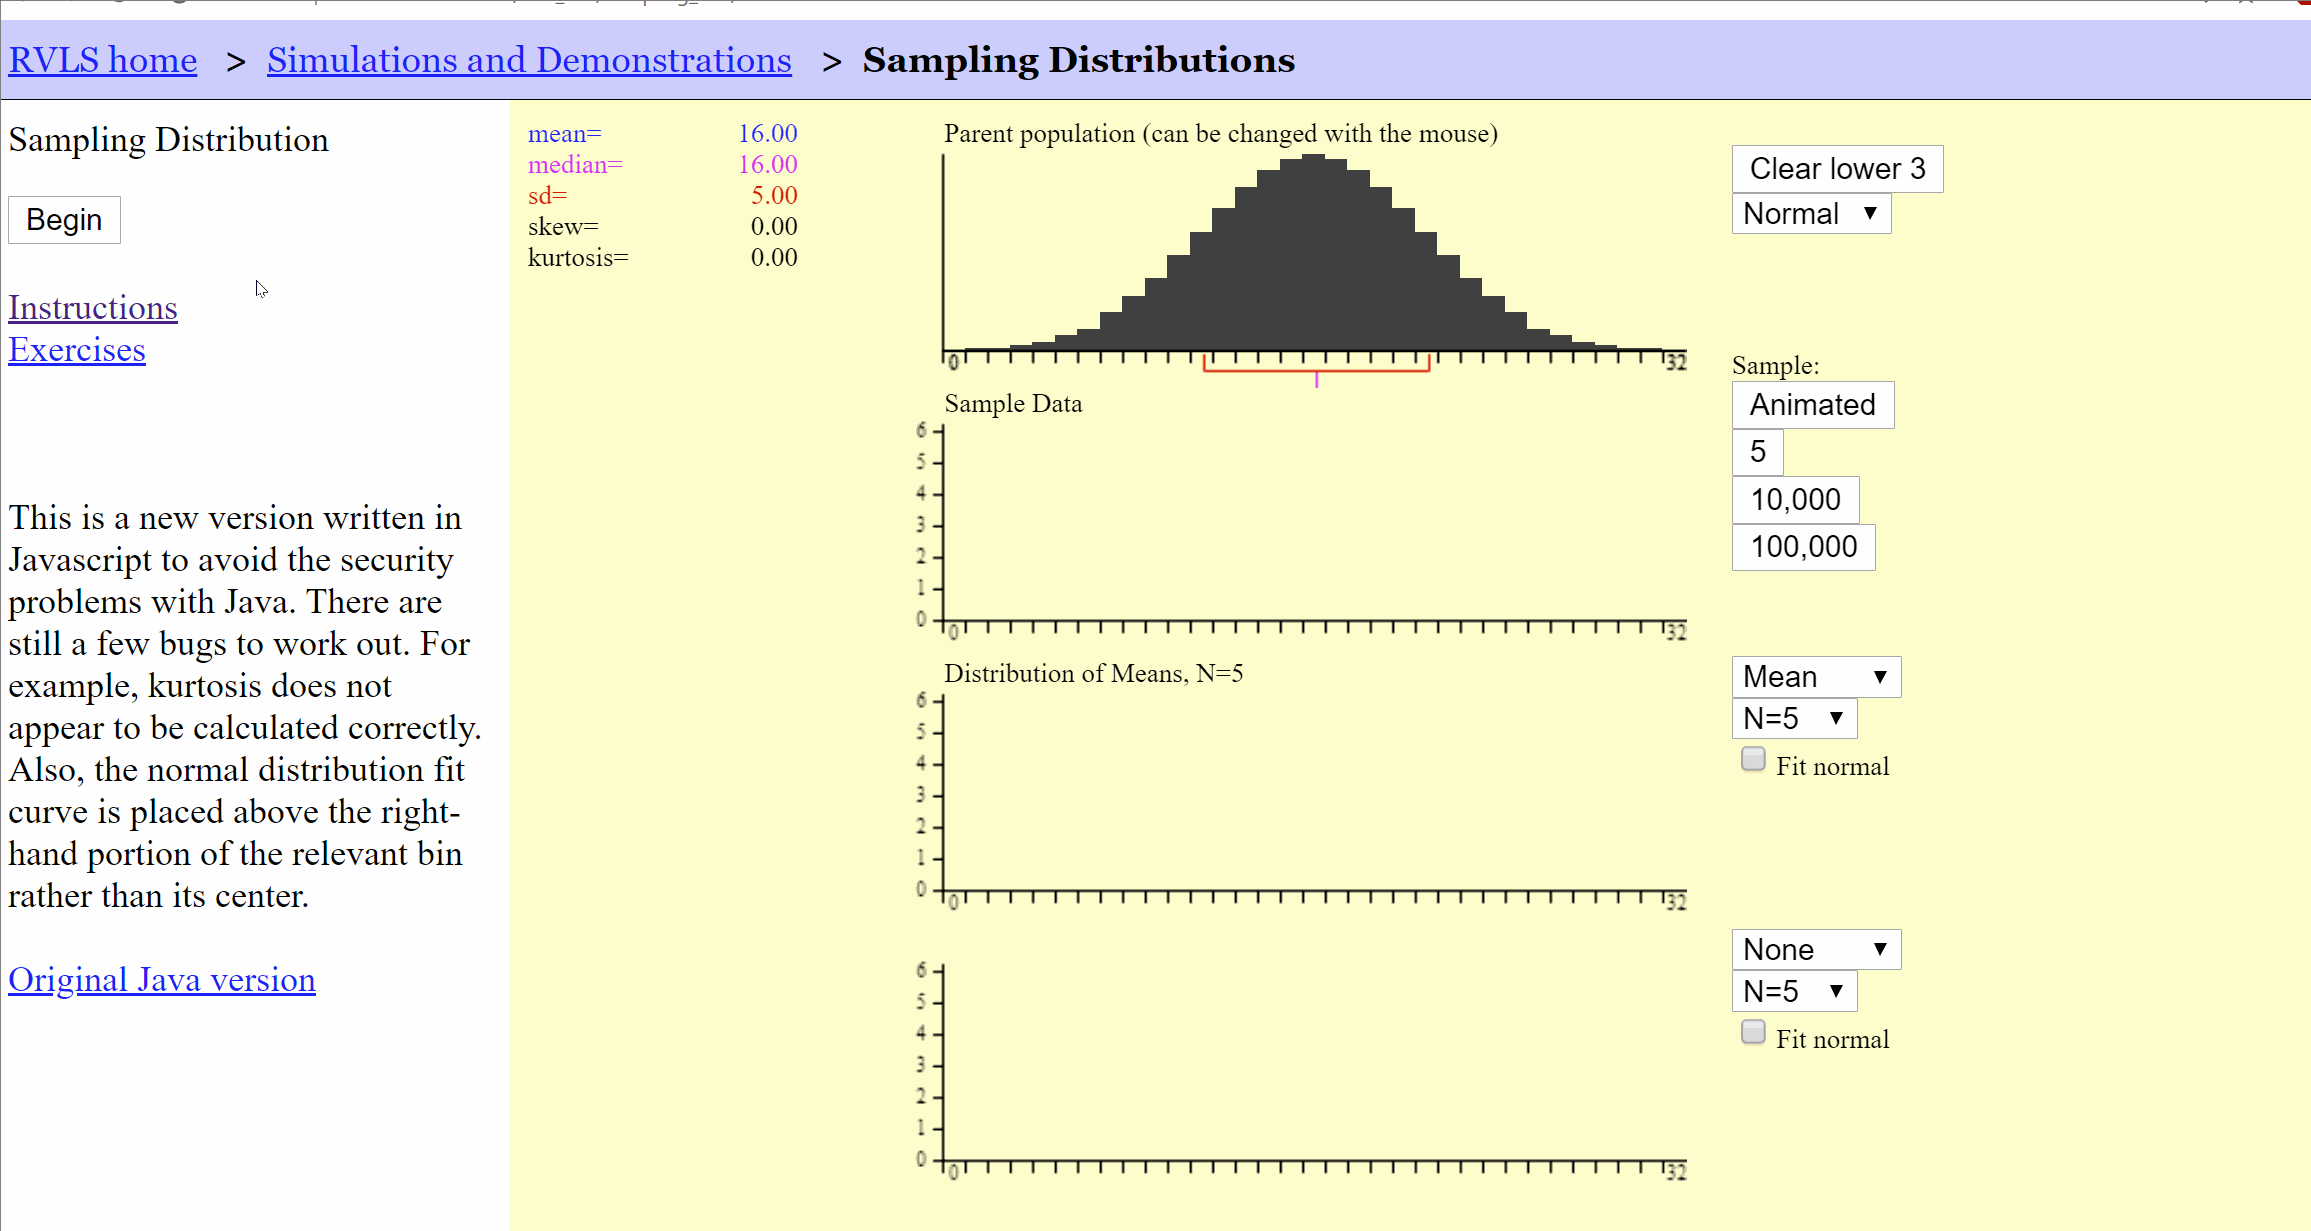 RVLS home > Simulations and Demonstrations > Sampling Distributions
Sampling Distribution
Begin
Instructions
Exercises
This is a new version written in
Javascript to avoid the security
problems with Java. There are
still a few bugs to work out. For
example, kurtosis does not
appear to be calculated correctly.
Also, the normal distribution fit
curve is placed above the right-
hand portion of the relevant bin
rather than its center.
Original Java version
mean= 16.00
median= 16.00
sd= 5.00
skew= 0.00
kurtosis= 0.00
Parent population (can be changed with the mouse)
0 32
Sample Data
6
5
4
3
2
1
0
0 32
Distribution of Means, N=5
6
5
4
3
2
1
0
0 32
6
5
4
3
2
1
0
0 32
Clear lower 3
Normal
Sample:
Animated
5
10,000
100,000
Mean
N=5
Fit normal
None
N=5
Fit normal